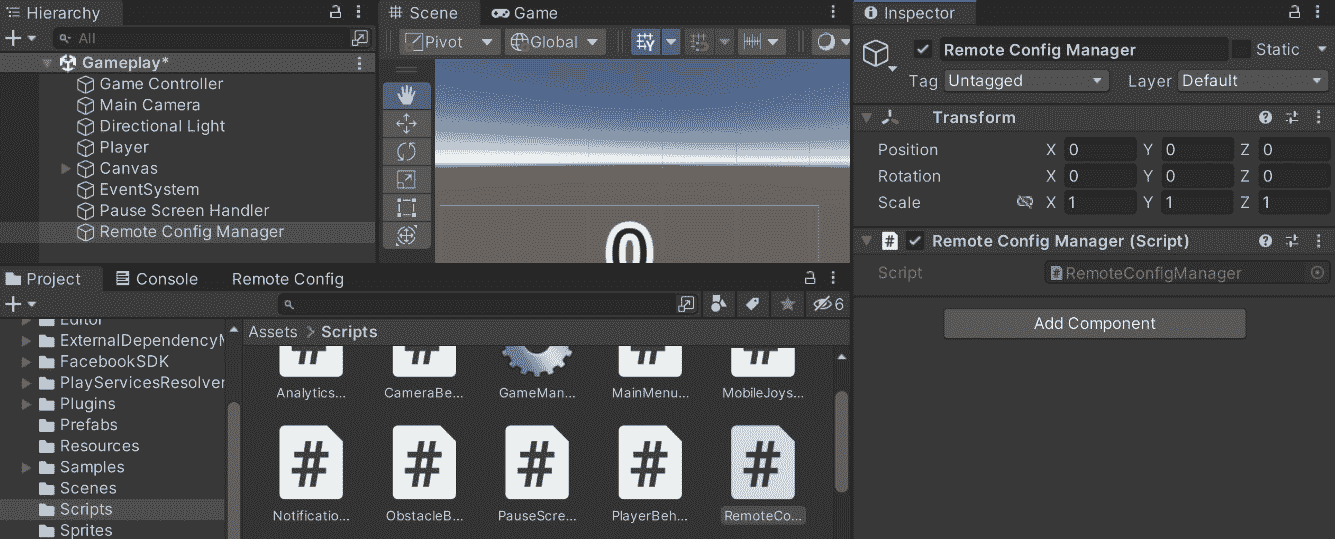 Hierarchy
All
Gameplay*
Game Controller
Main Camera
Directional Light
Player
Canvas
EventSystem
Pause Screen Handler
Remote Config Manager
Scene
Game
Pivot
Global
0
Inspector
Remote Config Manager
Static
Tag Untagged
Layer Default
Transform
Position X 0 Y 0 Z 0
Rotation X 0 Y 0 Z 0
Scale X 1 Y 1 Z 1
# Remote Config Manager (Script)
Script RemoteConfigManager
Add Component
Project
Console
Remote Config
6
Editor
ExternalDependencyM
FacebookSDK
PlayServicesResolver
Plugins
Prefabs
Resources
Samples
Scenes
Scripts
Sprites
Assets > Scripts
Analytics...
CameraBe...
GameMan...
MainMenu...
MobileJoys...
# # # # #
Notificatio...
ObstacleB...
PauseScre...
PlayerBeh...
RemoteCo...